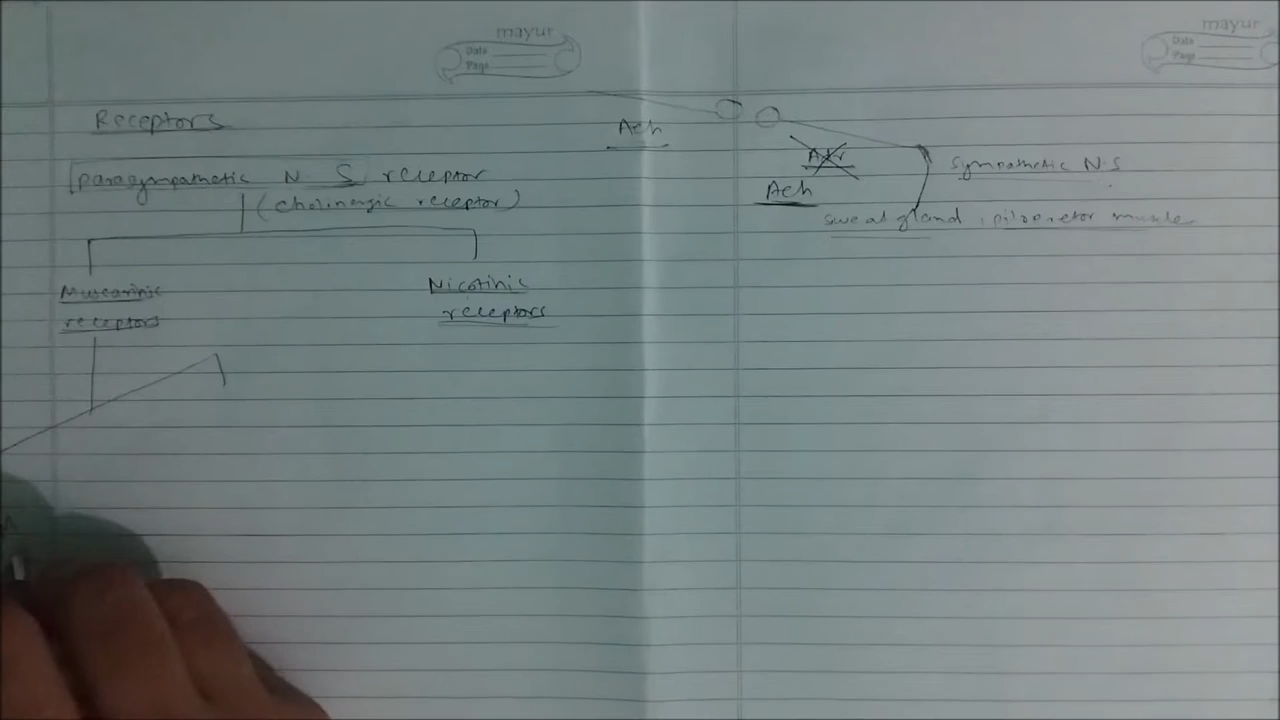 mayur
Date
Page
mayur
Date
Page
Receptors
Ach
parasympathetic N. S receptor
(cholinergic receptor)
Muscarinic
receptors
Nicotinic
receptors
Adr
Ach
sympathetic N.S
sweat gland, piloerector muscle